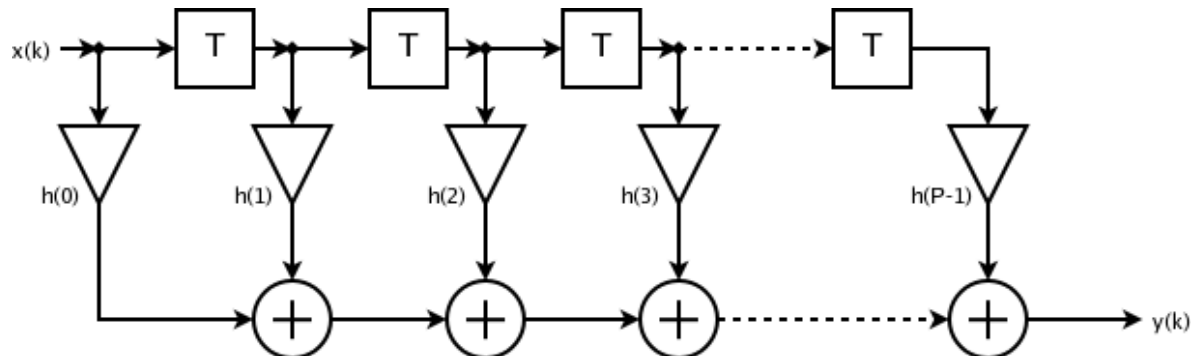 x(k) T T T T
h(0) h(1) h(2) h(3) h(P-1)
y(k)